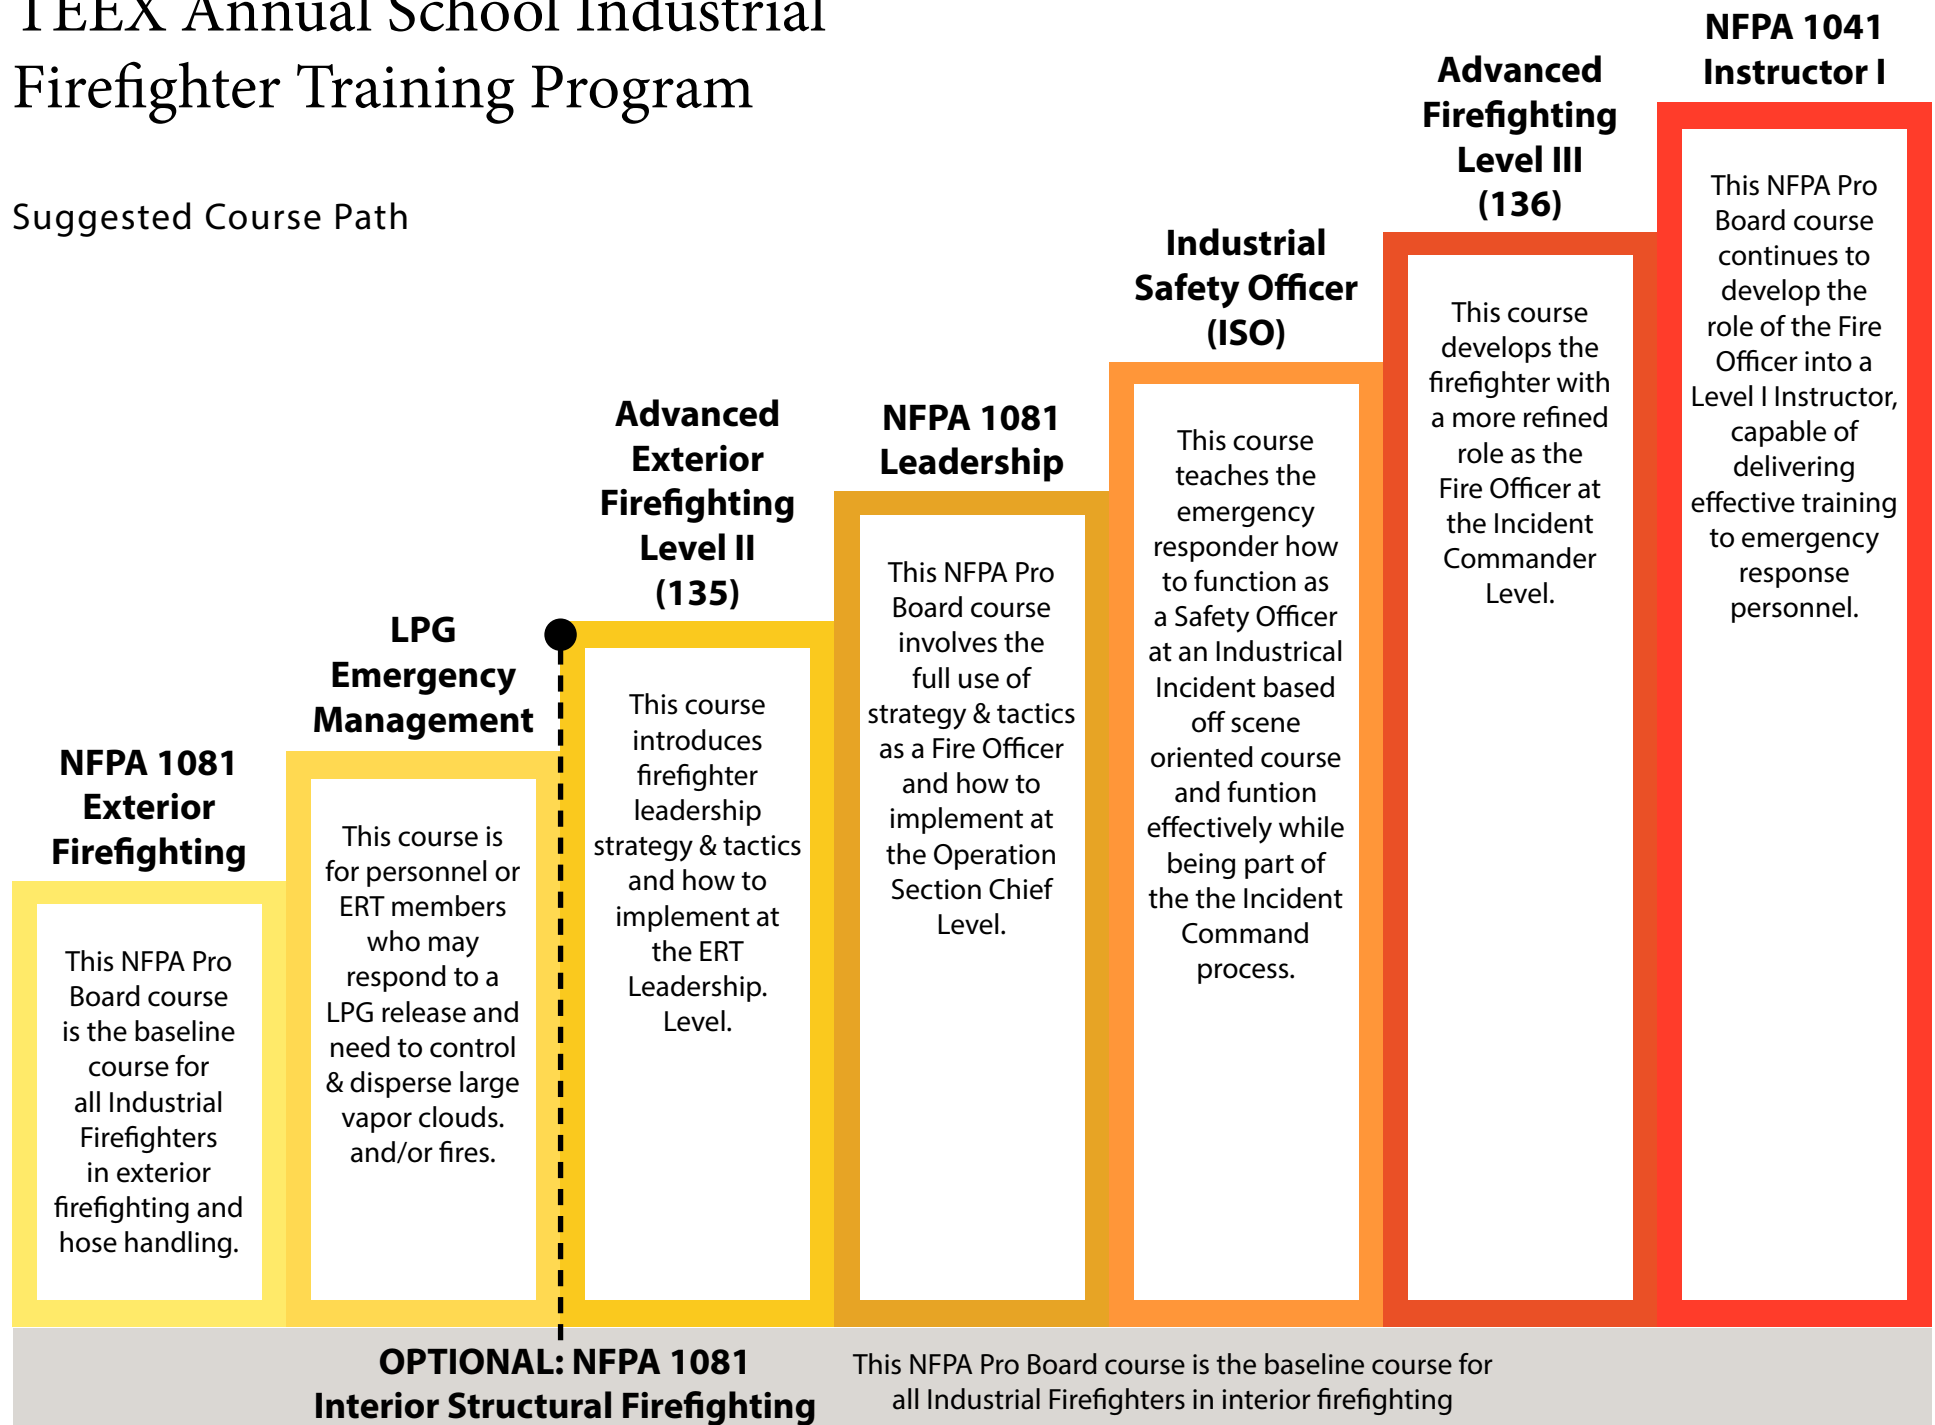 TEEX Annual School Industrial
Firefighter Training Program
Suggested Course Path
NFPA 1081
Exterior
Firefighting
This NFPA Pro
Board course
is the baseline
course for
all Industrial
Firefighters
in exterior
firefighting and
hose handling.
LPG
Emergency
Management
This course is
for personnel or
ERT members
who may
respond to a
LPG release and
need to control
& disperse large
vapor clouds.
and/or fires.
Advanced
Exterior
Firefighting
Level II
(135)
This course
introduces
firefighter
leadership
strategy & tactics
and how to
implement at
the ERT
Leadership.
Level.
NFPA 1081
Leadership
This NFPA Pro
Board course
involves the
full use of
strategy & tactics
as a Fire Officer
and how to
implement at
the Operation
Section Chief
Level.
Industrial
Safety Officer
(ISO)
This course
teaches the
emergency
responder how
to function as
a Safety Officer
at an Industrical
Incident based
off scene
oriented course
and funtion
effectively while
being part of
the the Incident
Command
process.
Advanced
Firefighting
Level III
(136)
This course
develops the
firefighter with
a more refined
role as the
Fire Officer at
the Incident
Commander
Level.
NFPA 1041
Instructor I
This NFPA Pro
Board course
continues to
develop the
role of the Fire
Officer into a
Level I Instructor,
capable of
delivering
effective training
to emergency
response
personnel.
OPTIONAL: NFPA 1081
Interior Structural Firefighting
This NFPA Pro Board course is the baseline course for
all Industrial Firefighters in interior firefighting